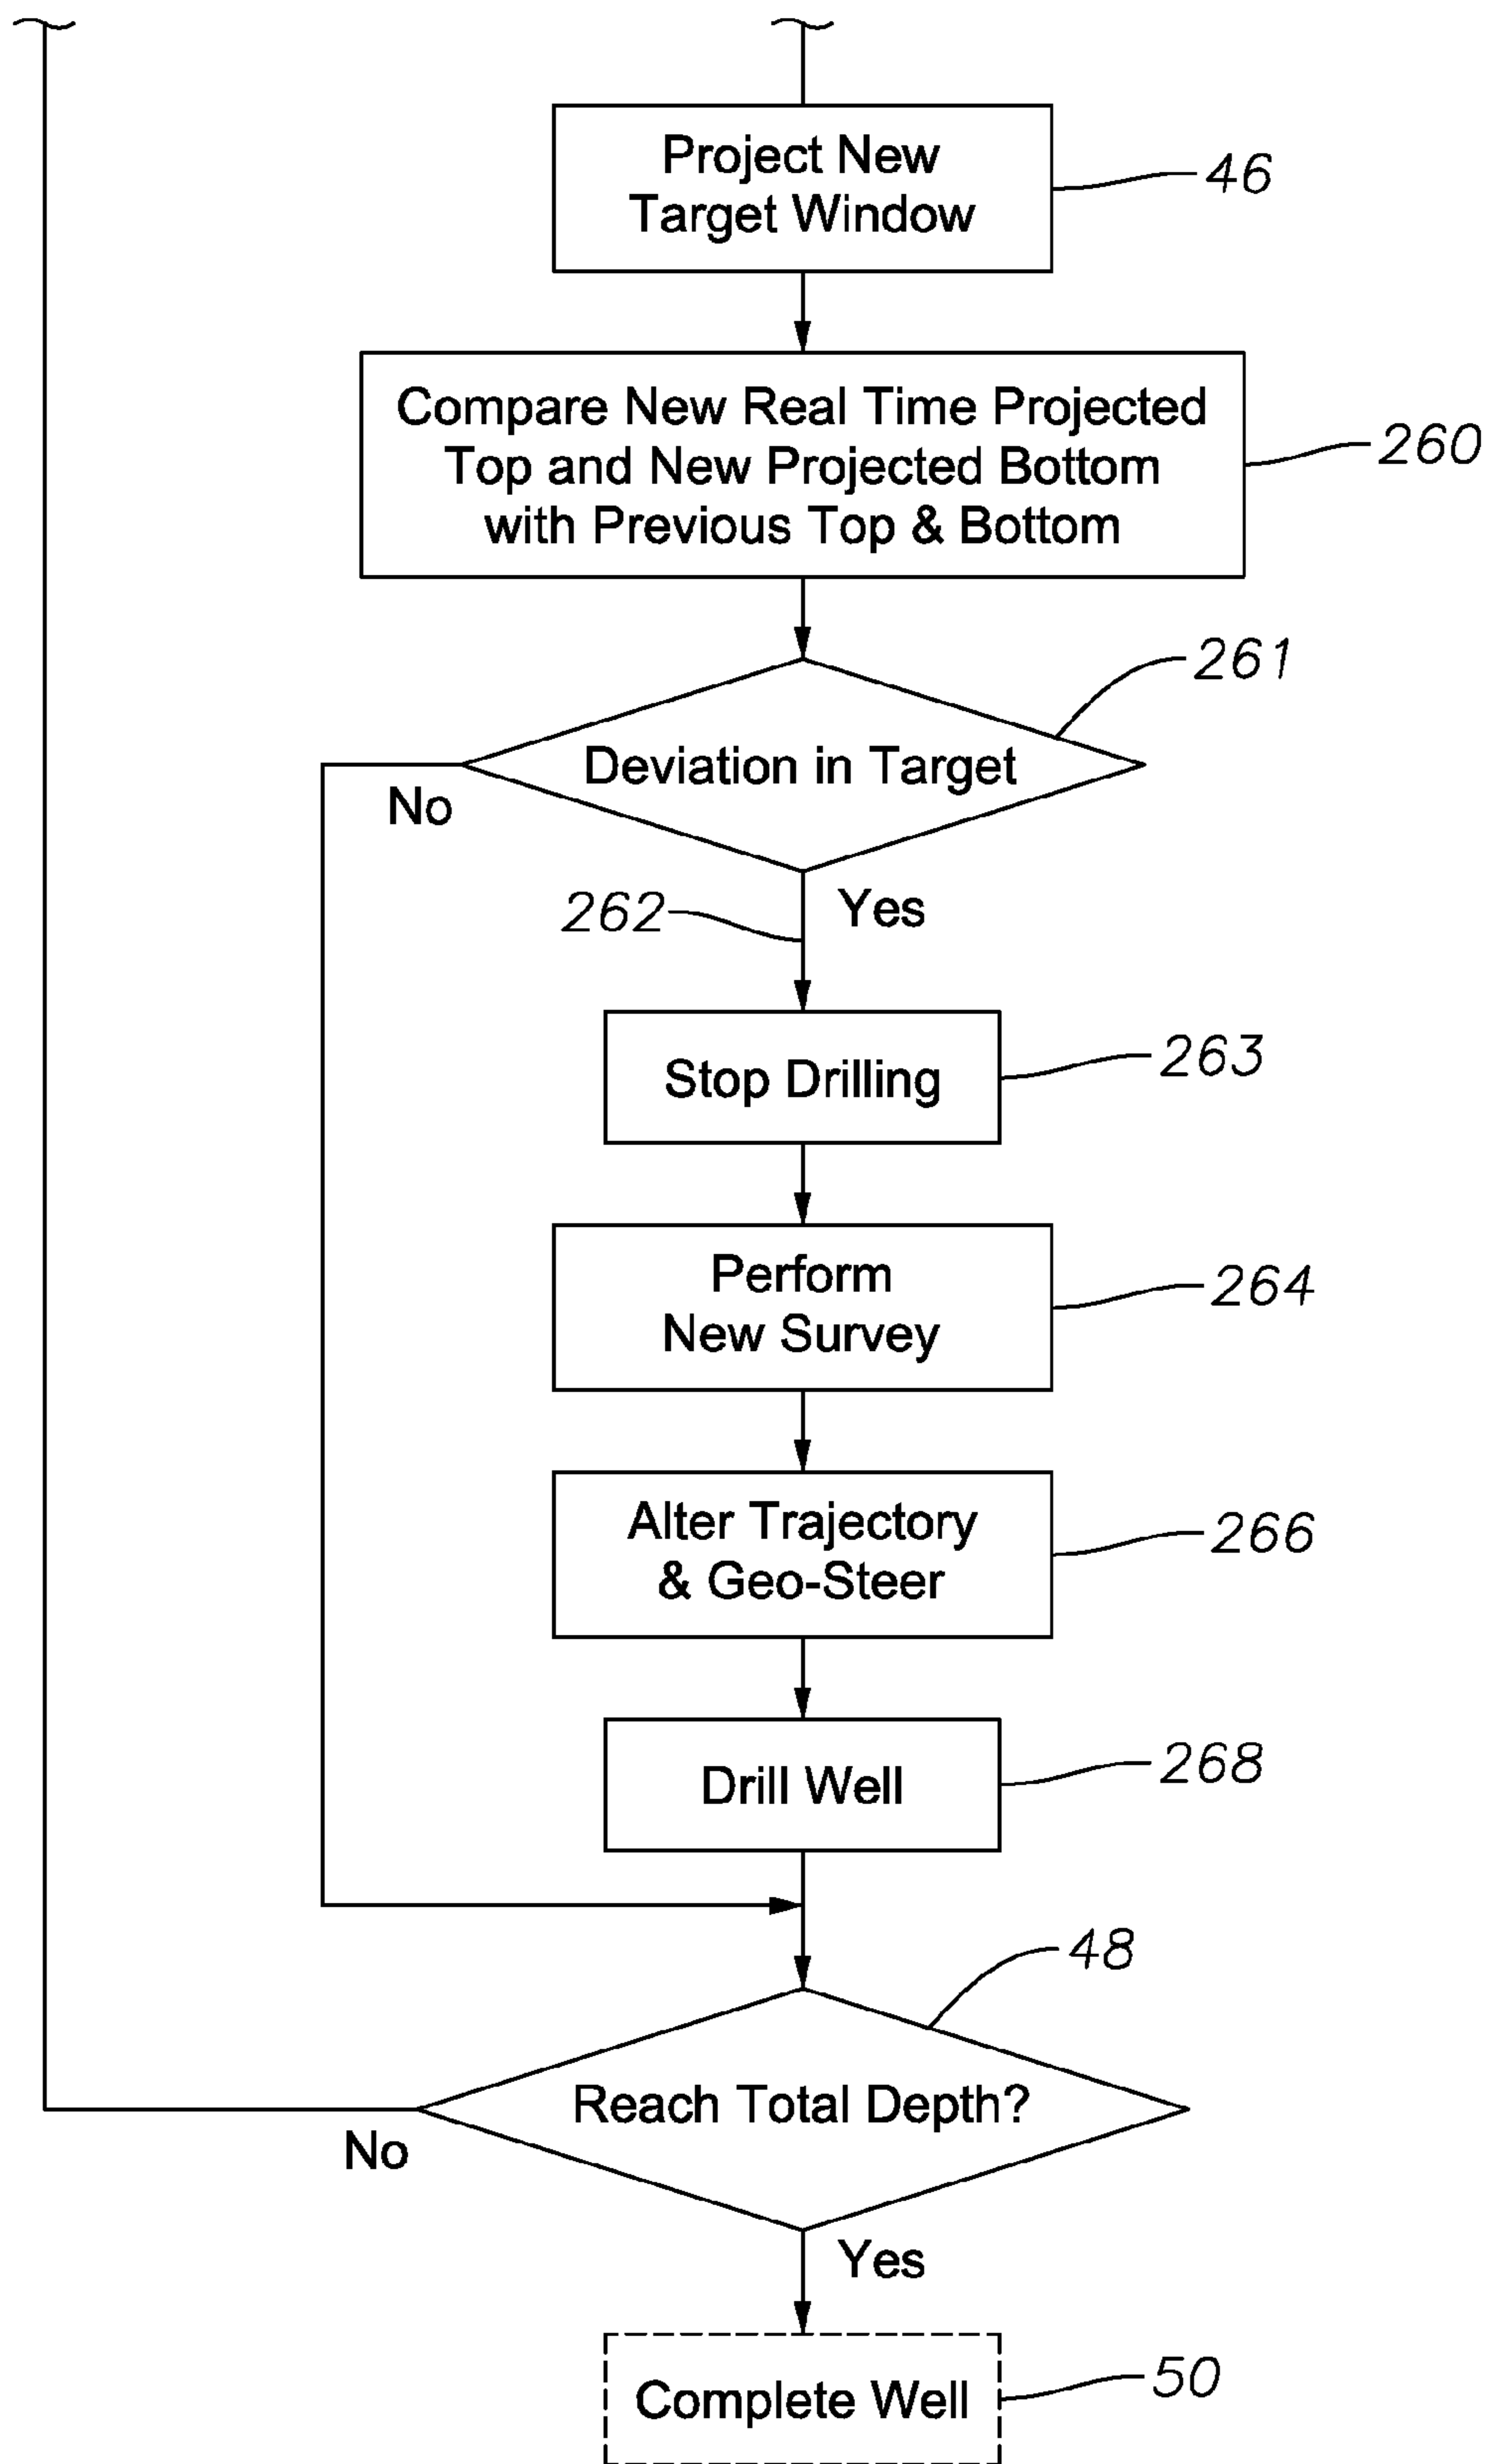 Project New
Target Window
46
Compare New Real Time Projected
Top and New Projected Bottom
with Previous Top & Bottom
260
261
Deviation in Target
No
262
Yes
Stop Drilling
263
Perform
New Survey
264
Alter Trajectory
& Geo-Steer
266
Drill Well
268
48
Reach Total Depth?
No
Yes
Complete Well
50